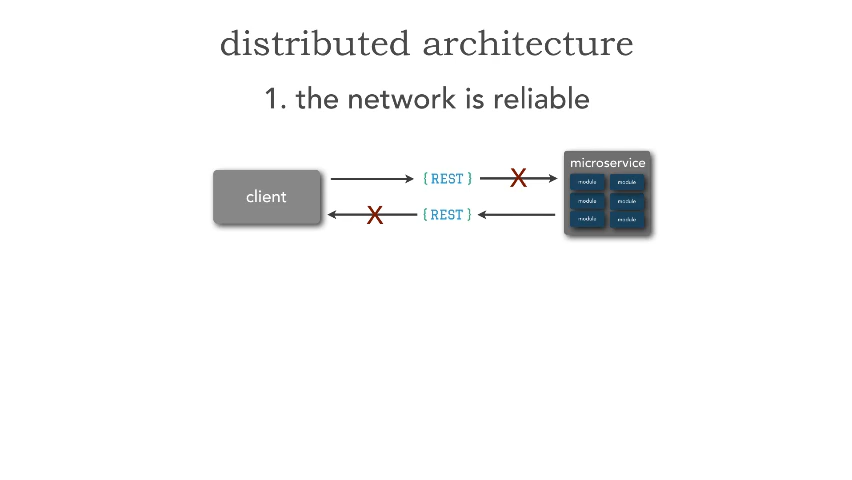 distributed architecture
1. the network is reliable
microservice
{REST} X
module module
client
module module
X {REST}
module module